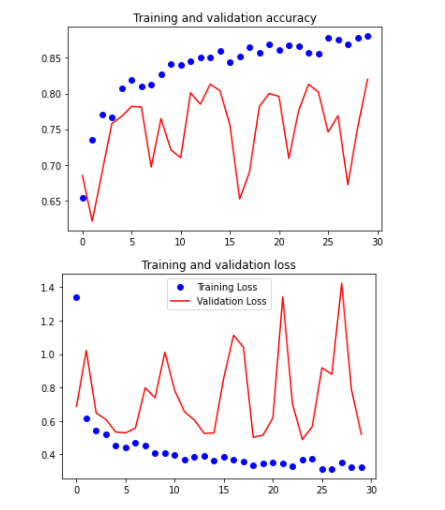 Training and validation accuracy
0.85
0.80
0.75
0.70
0.65
0 5 10 15 20 25 30
Training and validation loss
Training Loss
Validation Loss
1.4
1.2
1.0
0.8
0.6
0.4
0 5 10 15 20 25 30